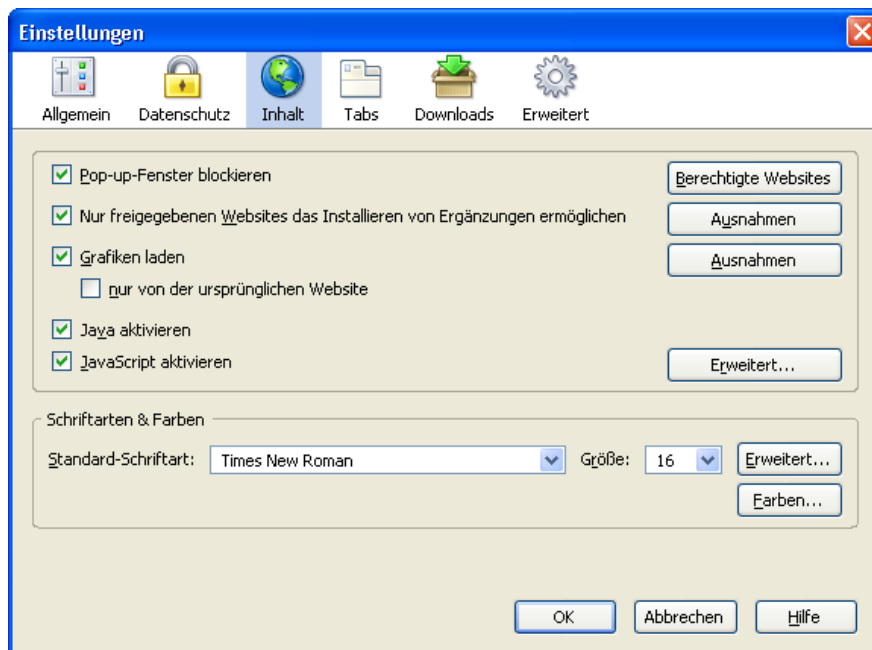 Einstellungen
Allgemein Datenschutz Inhalt Tabs Downloads Erweitert
Pop-up-Fenster blockieren Berechtigte Websites
Nur freigegebenen Websites das Installieren von Ergänzungen ermöglichen Ausnahmen
Grafiken laden Ausnahmen
nur von der ursprünglichen Website
Java aktivieren
JavaScript aktivieren Erweitert...
Schriftarten & Farben
Standard-Schriftart: Times New Roman Größe: 16 Erweitert...
Farben...
OK Abbrechen Hilfe